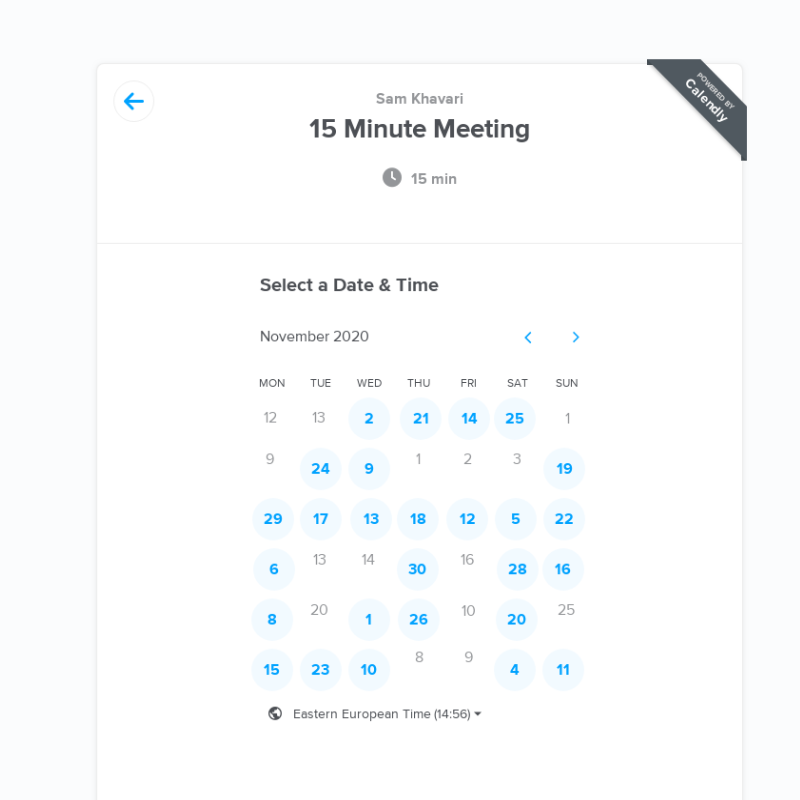 POWERED BY
Calendly
Sam Khavari
15 Minute Meeting
15 min
Select a Date & Time
November 2020
MON TUE WED THU FRI SAT SUN
12 13 2 21 14 25 1
9 24 9 1 2 3 19
29 17 13 18 12 5 22
6 13 14 30 16 28 16
8 20 1 26 10 20 25
15 23 10 8 9 4 11
Eastern European Time (14:56)